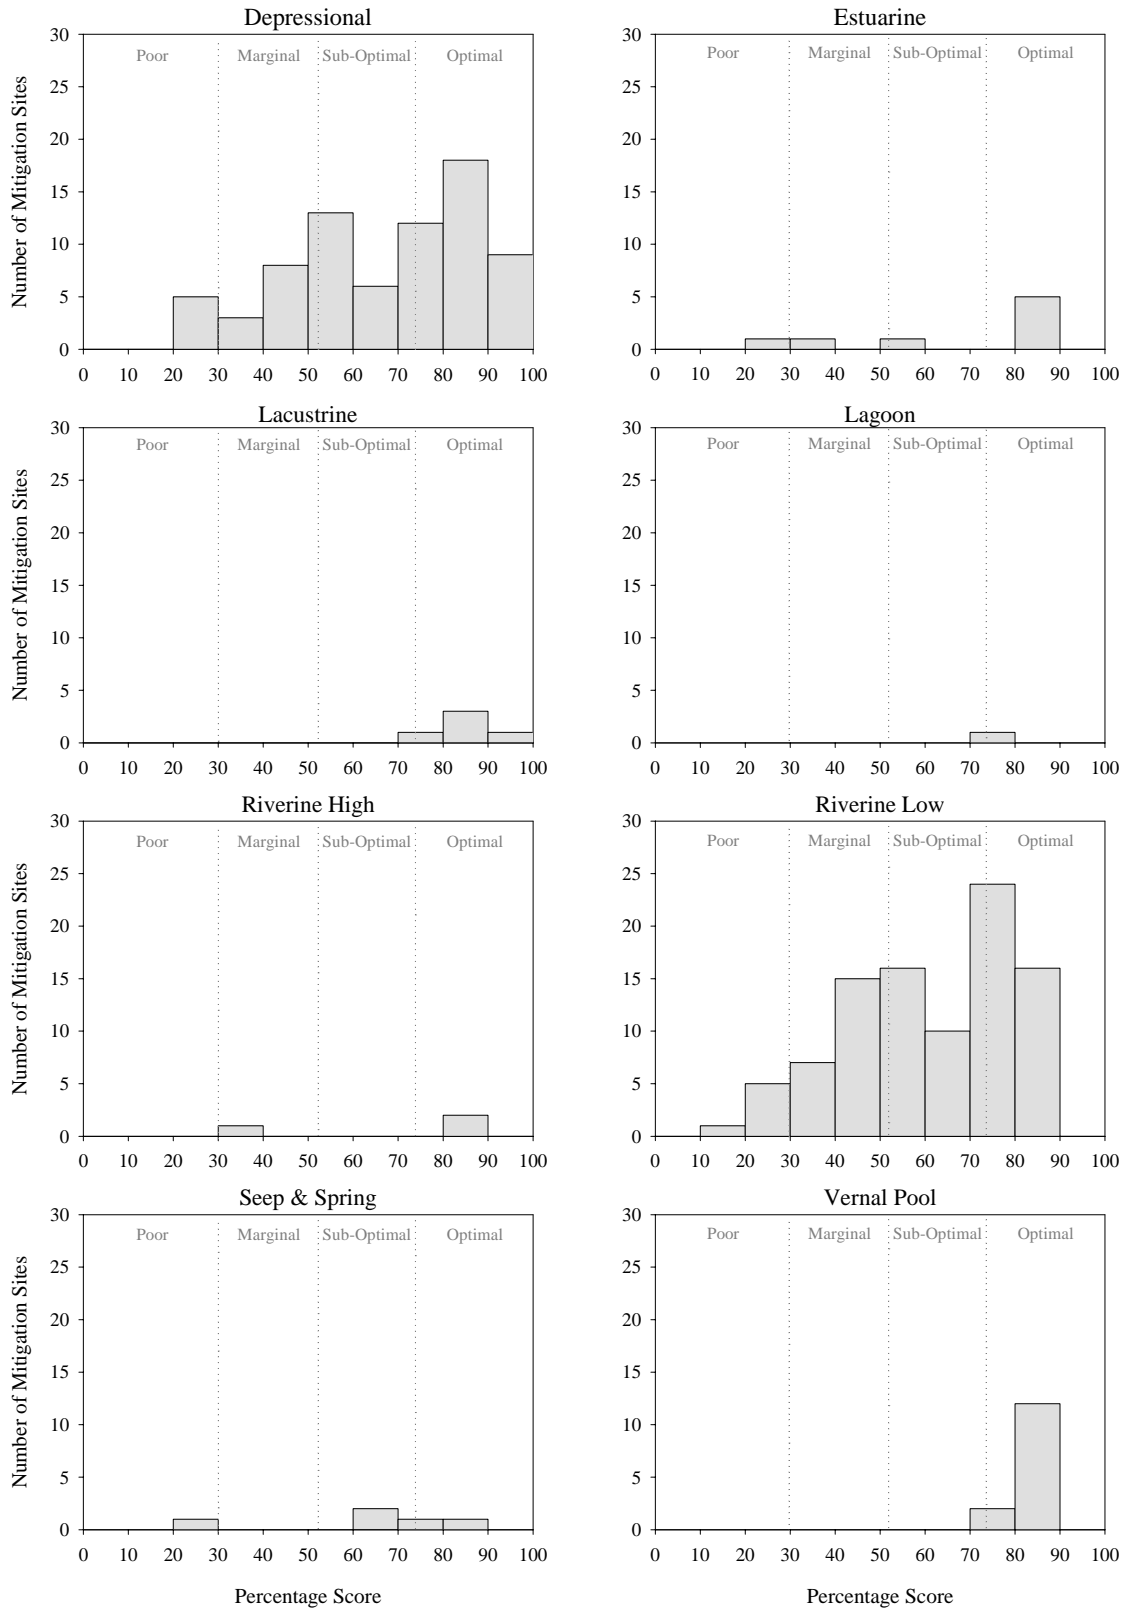 Depressional
Estuarine
30
25
20
15
10
5
0
Number of Mitigation Sites
Poor Marginal Sub-Optimal Optimal
0 10 20 30 40 50 60 70 80 90 100
30
25
20
15
10
5
0
Poor Marginal Sub-Optimal Optimal
0 10 20 30 40 50 60 70 80 90 100
Lacustrine
Lagoon
30
25
20
15
10
5
0
Number of Mitigation Sites
Poor Marginal Sub-Optimal Optimal
0 10 20 30 40 50 60 70 80 90 100
30
25
20
15
10
5
0
Poor Marginal Sub-Optimal Optimal
0 10 20 30 40 50 60 70 80 90 100
Riverine High
Riverine Low
30
25
20
15
10
5
0
Number of Mitigation Sites
Poor Marginal Sub-Optimal Optimal
0 10 20 30 40 50 60 70 80 90 100
30
25
20
15
10
5
0
Poor Marginal Sub-Optimal Optimal
0 10 20 30 40 50 60 70 80 90 100
Seep & Spring
Vernal Pool
30
25
20
15
10
5
0
Number of Mitigation Sites
Poor Marginal Sub-Optimal Optimal
0 10 20 30 40 50 60 70 80 90 100
Percentage Score
30
25
20
15
10
5
0
Poor Marginal Sub-Optimal Optimal
0 10 20 30 40 50 60 70 80 90 100
Percentage Score